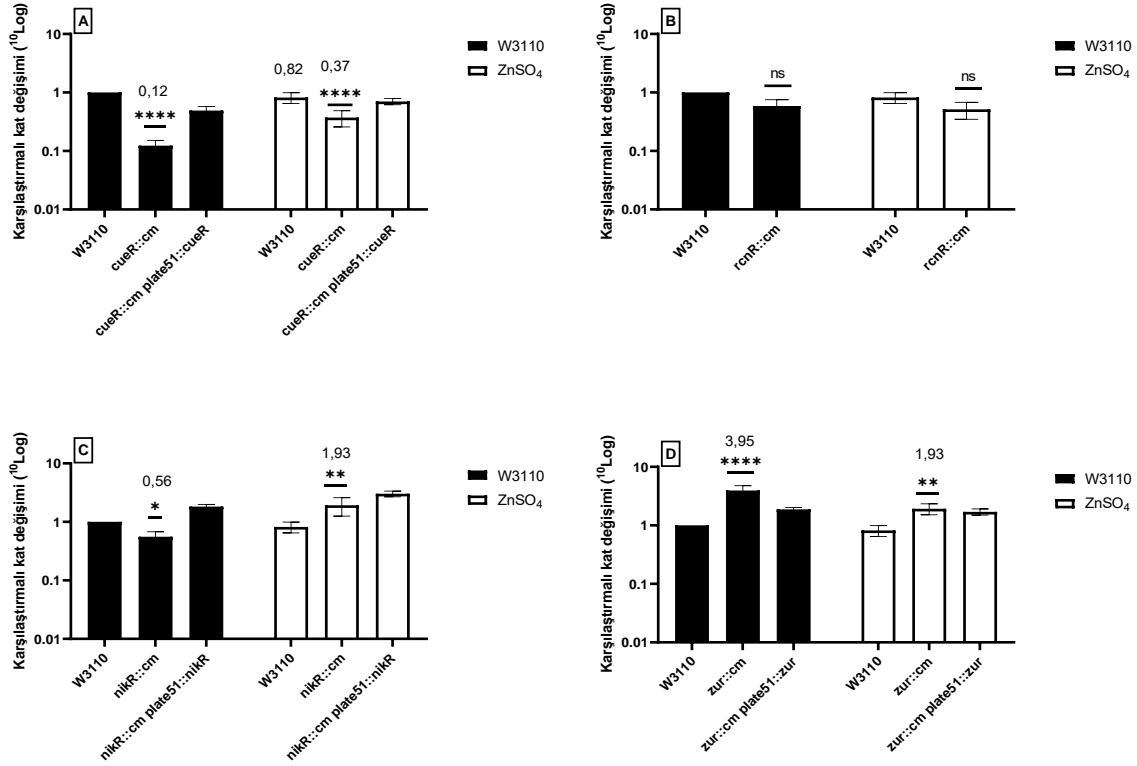 A
Karşılaştırmalı kat değişimi (¹⁰Log)
10
1
0.1
0.01
0,12
****
0,82
0,37
****
W3110
cueR::cm
cueR::cm plate51::cueR
W3110
cueR::cm
cueR::cm plate51::cueR
W3110
ZnSO₄
B
Karşılaştırmalı kat değişimi (¹⁰Log)
10
1
0.1
0.01
ns
ns
W3110
rcnR::cm
W3110
rcnR::cm
W3110
ZnSO₄
C
Karşılaştırmalı kat değişimi (¹⁰Log)
10
1
0.1
0.01
0,56
*
1,93
**
W3110
nikR::cm
nikR::cm plate51::nikR
W3110
nikR::cm
nikR::cm plate51::nikR
W3110
ZnSO₄
D
Karşılaştırmalı kat değişimi (¹⁰Log)
10
1
0.1
0.01
3,95
****
1,93
**
W3110
zur::cm
zur::cm plate51::zur
W3110
zur::cm
zur::cm plate51::zur
W3110
ZnSO₄